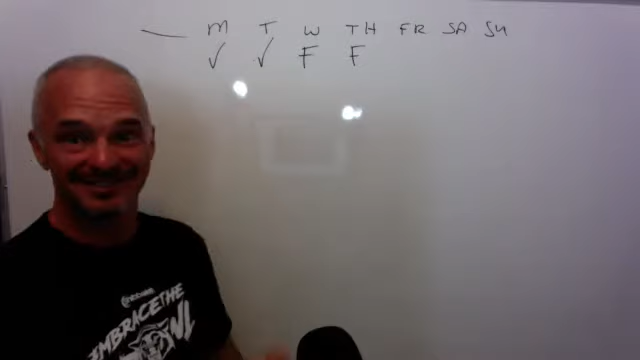 M T W TH FR SA SU
✓ ✓ F F
EMBRACE THE